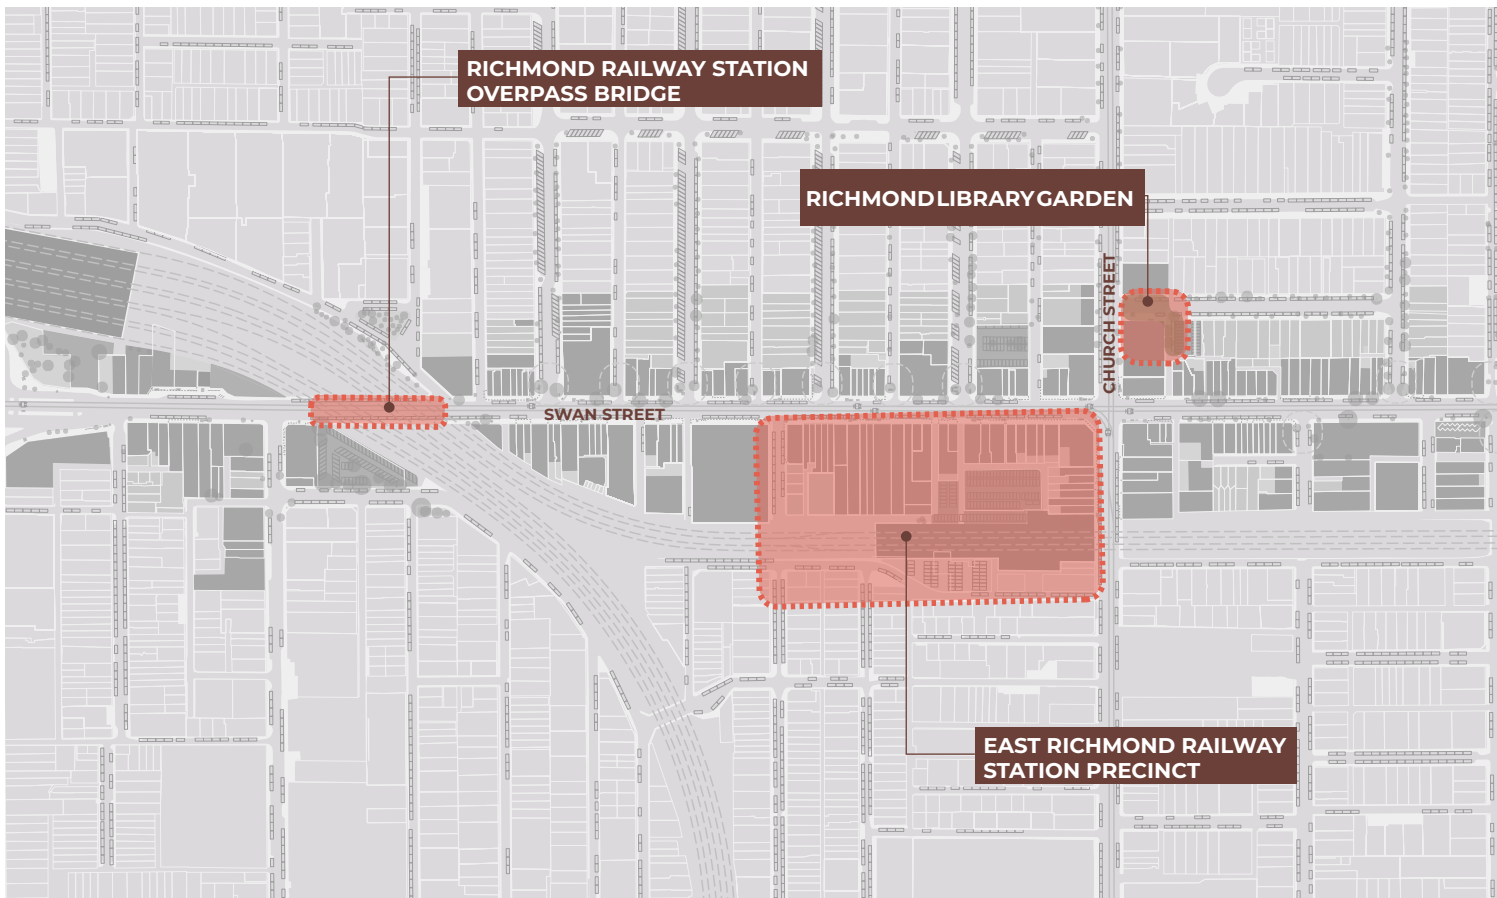 RICHMOND RAILWAY STATION
OVERPASS BRIDGE
RICHMOND LIBRARY GARDEN
CHURCH STREET
SWAN STREET
EAST RICHMOND RAILWAY
STATION PRECINCT